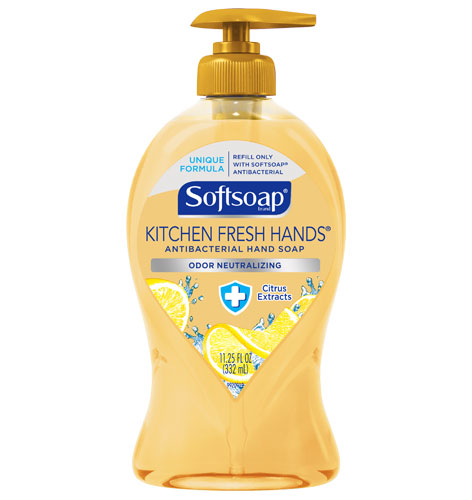 UNIQUE
FORMULA
REFILL ONLY
WITH SOFTSOAP®
ANTIBACTERIAL
Softsoap®
brand
KITCHEN FRESH HANDS®
ANTIBACTERIAL HAND SOAP
ODOR NEUTRALIZING
Citrus
Extracts
11.25 FL OZ
(332 mL)